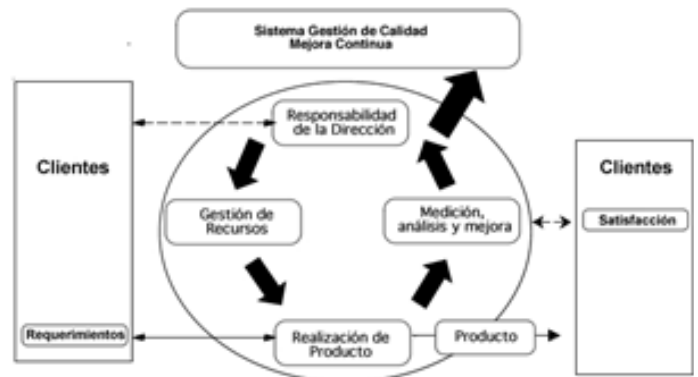 Sistema Gestión de Calidad
Mejora Continua
Responsabilidad
de la Dirección
Clientes
Clientes
Gestión de
Recursos
Medición,
análisis y mejora
Satisfacción
Requerimientos
Realización de
Producto
Producto